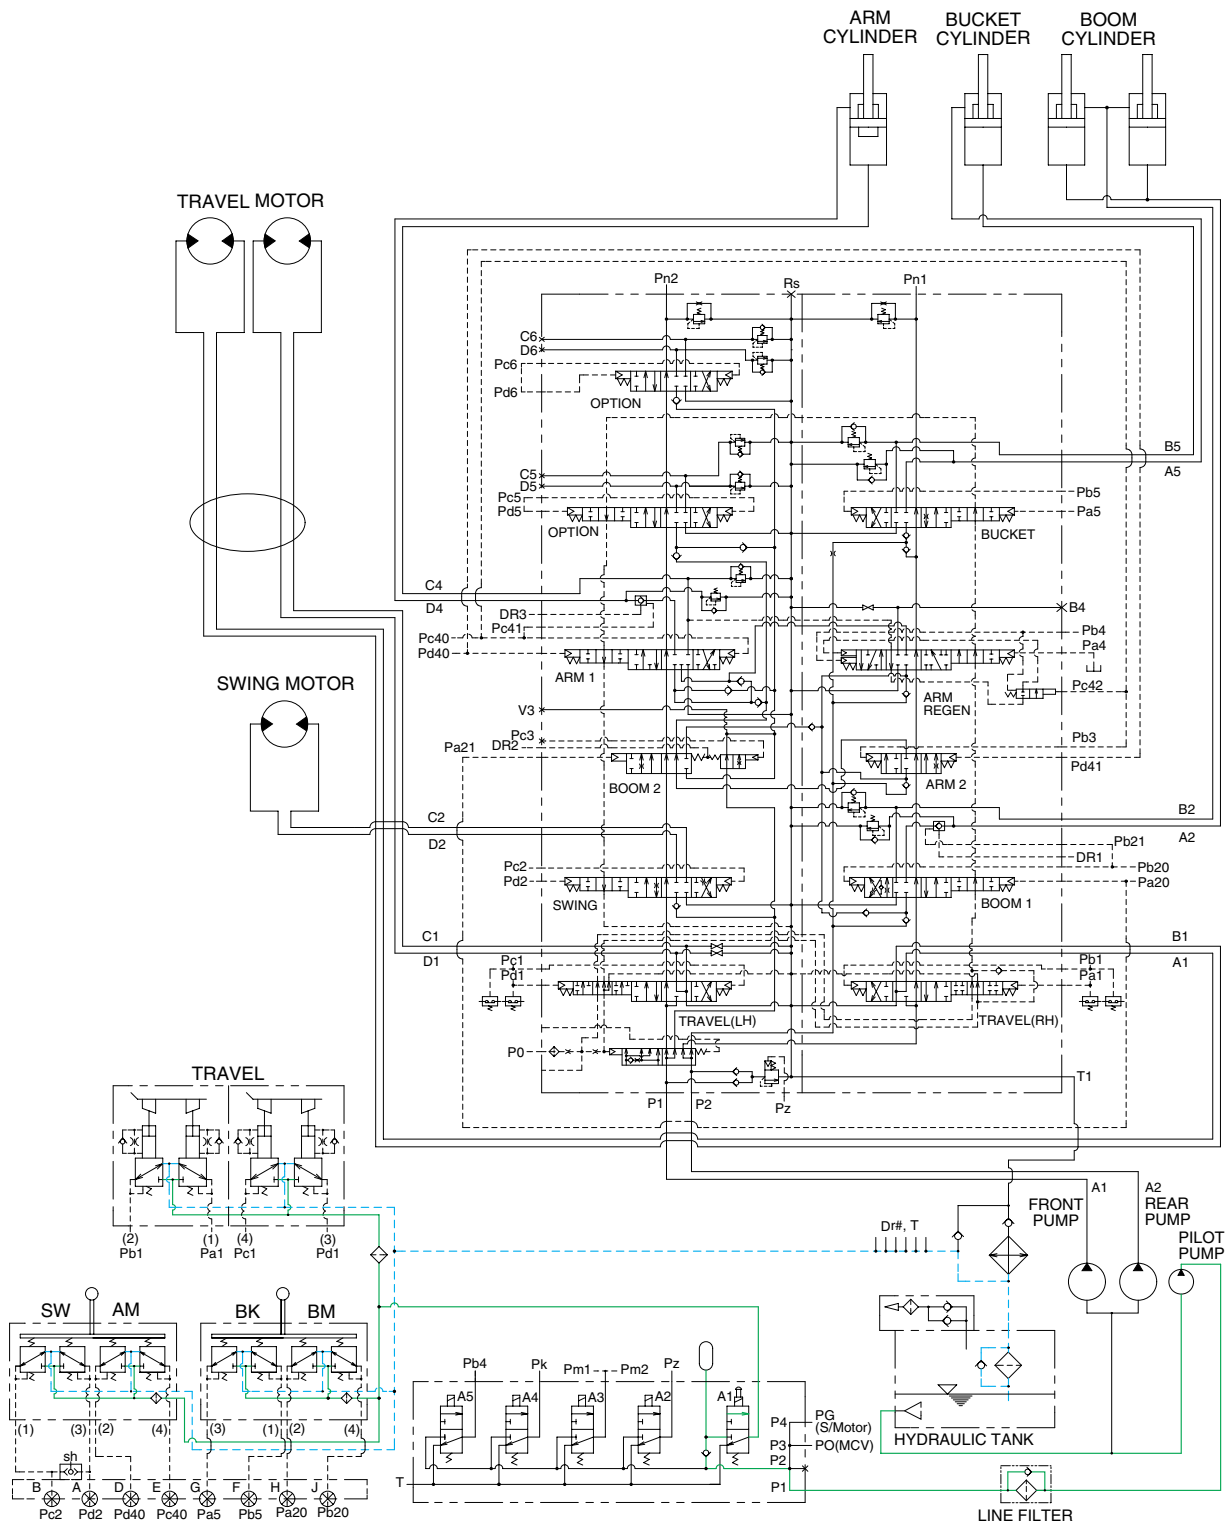 ARM
CYLINDER
BUCKET
CYLINDER
BOOM
CYLINDER
TRAVEL MOTOR
Pn2
Rs
Pn1
C6
D6
Pc6
Pd6
OPTION
B5
A5
C5
D5
Pc5
Pd5
Pb5
Pa5
OPTION
BUCKET
C4
D4
DR3
Pc41
B4
Pc40
Pd40
Pb4
Pa4
ARM 1
ARM
REGEN
Pc42
SWING MOTOR
V3
Pc3
DR2
Pa21
Pb3
Pd41
BOOM 2
ARM 2
C2
D2
B2
A2
Pb21
DR1
Pc2
Pd2
Pb20
Pa20
SWING
BOOM 1
C1
D1
B1
A1
Pc1
Pd1
Pb1
Pa1
TRAVEL(LH)
TRAVEL(RH)
P0
T1
P1
P2
Pz
TRAVEL
(2)
Pb1
(1)
Pa1
(4)
Pc1
(3)
Pd1
A1
A2
FRONT
PUMP
REAR
PUMP
PILOT
PUMP
Dr#, T
SW
AM
BK
BM
(1)
(3)
(2)
(4)
(3)
(1)
(2)
(4)
sh
B
A
D
E
G
F
H
J
Pc2
Pd2
Pd40
Pc40
Pa5
Pb5
Pa20
Pb20
Pb4
Pk
Pm1
Pm2
Pz
A5
A4
A3
A2
A1
T
P4
P3
P2
P1
PG
(S/Motor)
PO(MCV)
HYDRAULIC TANK
LINE FILTER